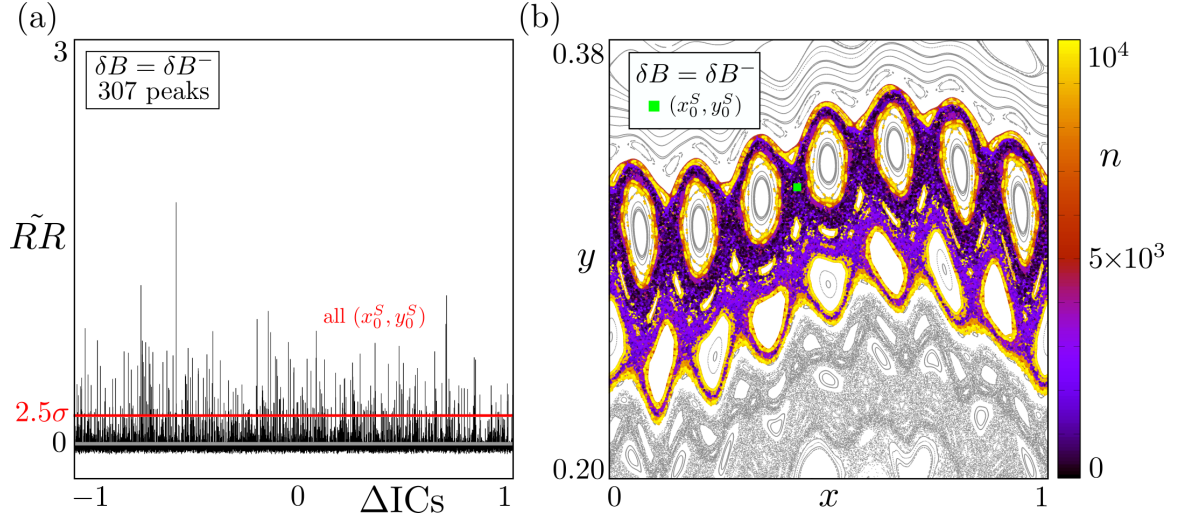 (a)
3
δB = δB⁻
307 peaks
R̃R
all (x₀ˢ, y₀ˢ)
2.5σ
0
−1
0
ΔICs
1
(b)
0.38
δB = δB⁻
(x₀ˢ, y₀ˢ)
y
0.20
0
x
1
10⁴
n
5×10³
0